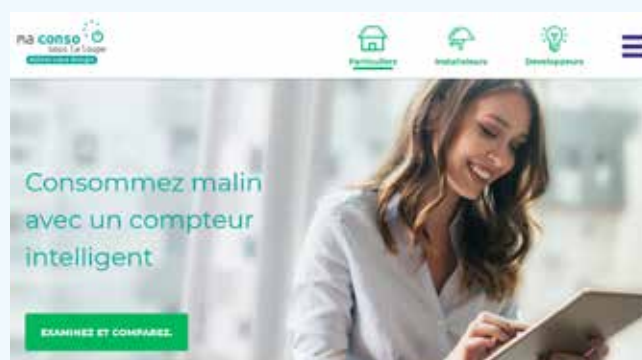 ma conso
sous la loupe
Particuliers
Installateurs
Développeurs
Consommez malin
avec un compteur
intelligent
EXAMINEZ ET COMPAREZ.